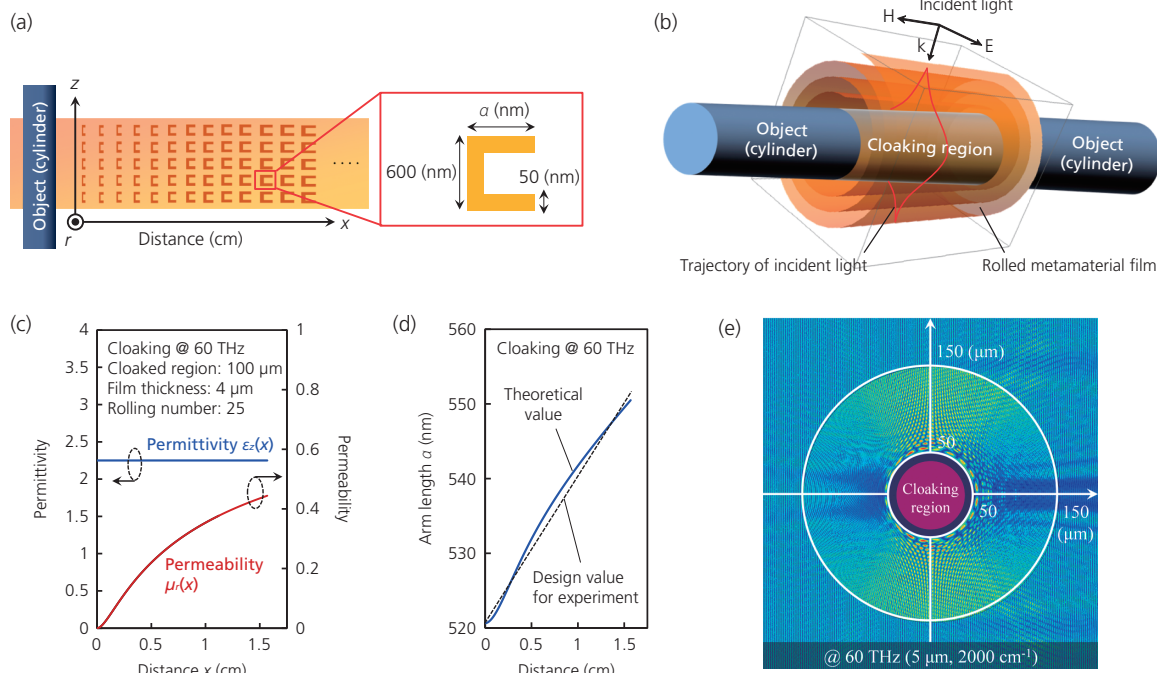 (a)
Object (cylinder)
z
r
Distance (cm)
x
....
a (nm)
600 (nm)
50 (nm)
(b)
Incident light
H
E
k
Object
(cylinder)
Cloaking region
Object
(cylinder)
Trajectory of incident light
Rolled metamaterial film
(c)
4
3.5
3
2.5
2
1.5
1
0.5
0
Permittivity
1
0.8
0.6
0.4
0.2
0
Permeability
Cloaking @ 60 THz
Cloaked region: 100 μm
Film thickness: 4 μm
Rolling number: 25
Permittivity εz(x)
Permeability
μr(x)
0
0.5
1
1.5
Distance x (cm)
(d)
560
550
540
530
520
Arm length a (nm)
Cloaking @ 60 THz
Theoretical
value
Design value
for experiment
0
0.5
1
1.5
Distance (cm)
(e)
150 (μm)
50
Cloaking
region
50
150
(μm)
@ 60 THz (5 μm, 2000 cm⁻¹)